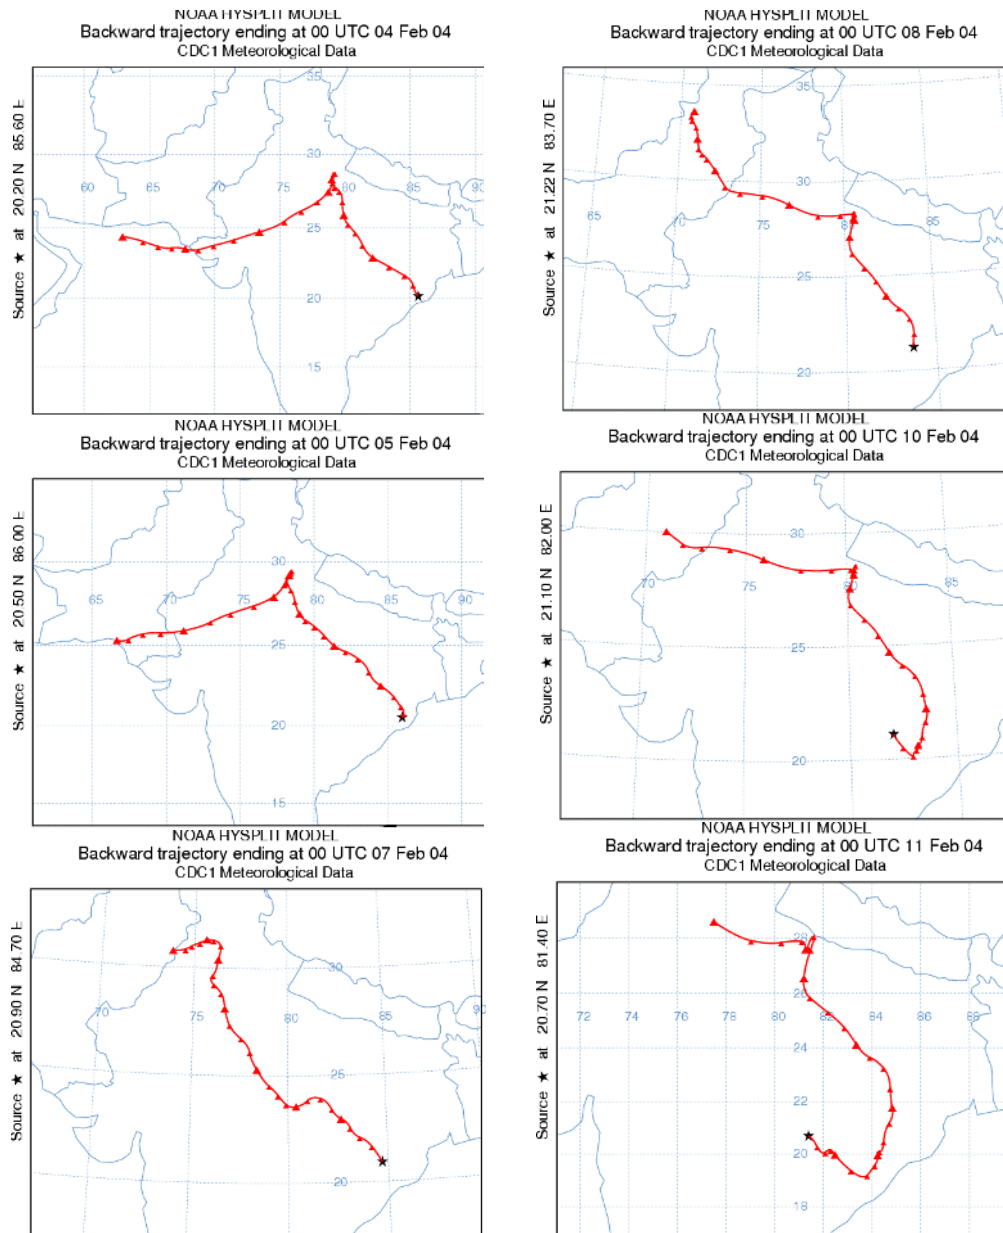 NOAA HYSPLIT MODEL
Backward trajectory ending at 00 UTC 04 Feb 04
CDC1 Meteorological Data
Source ★ at 20.20 N 85.60 E
35
30
60 65 70 75 80 85 90
25
20
15
NOAA HYSPLIT MODEL
Backward trajectory ending at 00 UTC 08 Feb 04
CDC1 Meteorological Data
Source ★ at 21.22 N 83.70 E
35
30
65 70 75 80 85
25
20
NOAA HYSPLIT MODEL
Backward trajectory ending at 00 UTC 05 Feb 04
CDC1 Meteorological Data
Source ★ at 20.50 N 86.00 E
30
65 70 75 80 85 90
25
20
15
NOAA HYSPLIT MODEL
Backward trajectory ending at 00 UTC 10 Feb 04
CDC1 Meteorological Data
Source ★ at 21.10 N 82.00 E
30
70 75 80 85
25
20
NOAA HYSPLIT MODEL
Backward trajectory ending at 00 UTC 07 Feb 04
CDC1 Meteorological Data
Source ★ at 20.90 N 84.70 E
30
70 75 80 85 90
25
20
NOAA HYSPLIT MODEL
Backward trajectory ending at 00 UTC 11 Feb 04
CDC1 Meteorological Data
Source ★ at 20.70 N 81.40 E
28
26
72 74 76 78 80 82 84 86 88
24
22
20
18